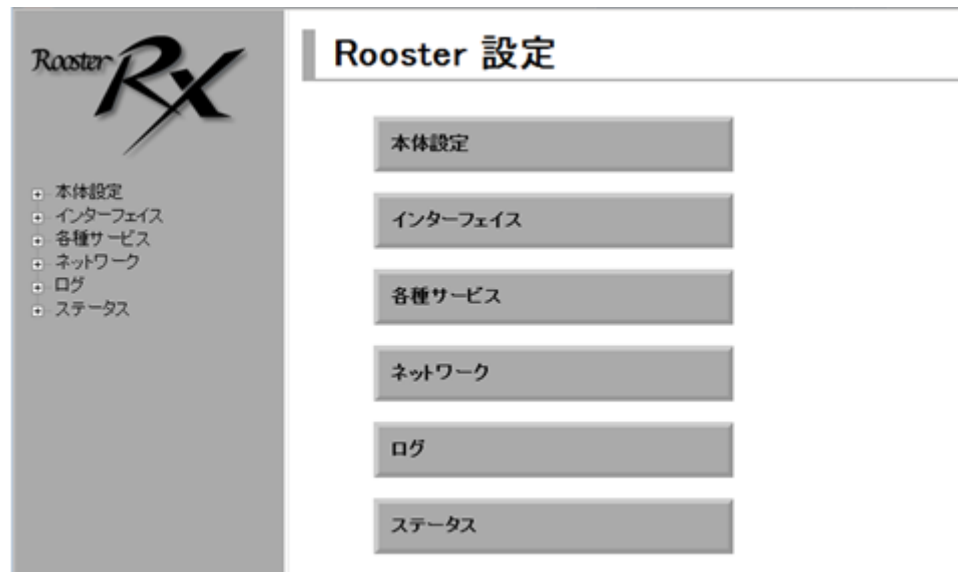 Rooster RX
本体設定
インターフェイス
各種サービス
ネットワーク
ログ
ステータス
Rooster 設定
本体設定
インターフェイス
各種サービス
ネットワーク
ログ
ステータス